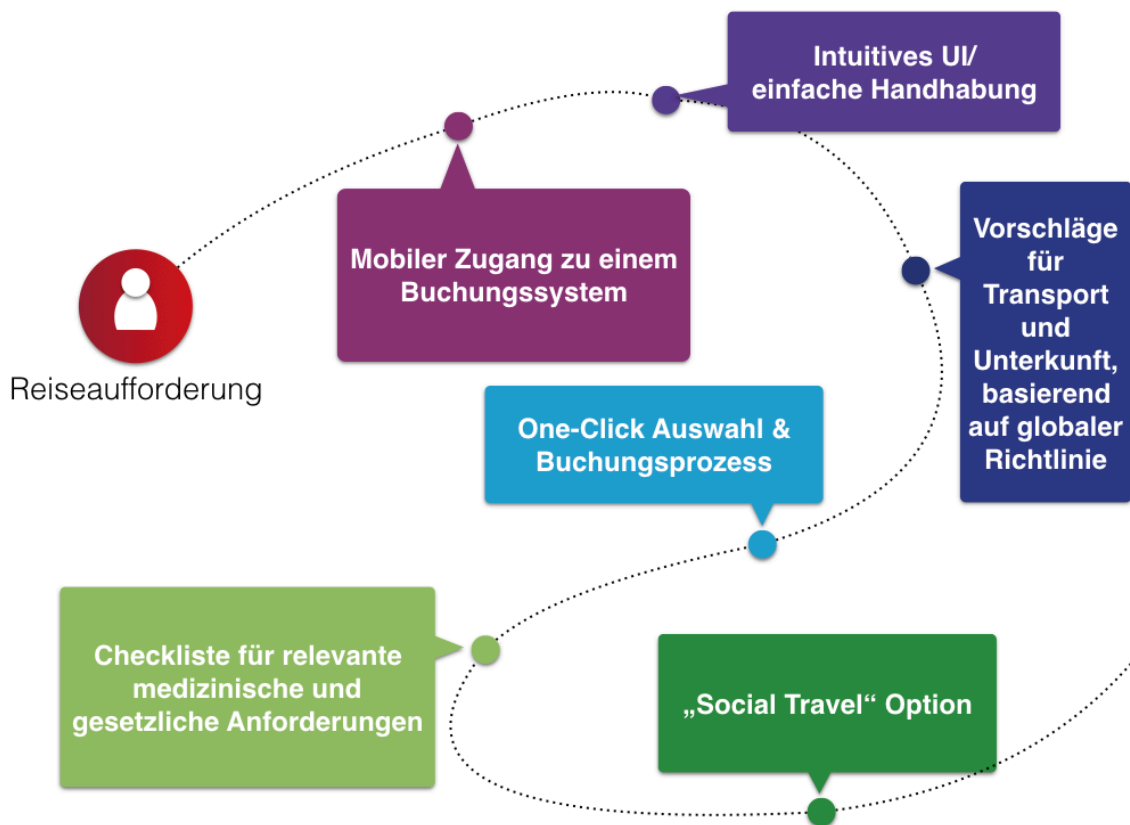 Reiseaufforderung
Mobiler Zugang zu einem
Buchungssystem
Intuitives UI/
einfache Handhabung
Vorschläge
für
Transport
und
Unterkunft,
basierend
auf globaler
Richtlinie
One-Click Auswahl &
Buchungsprozess
Checkliste für relevante
medizinische und
gesetzliche Anforderungen
„Social Travel“ Option